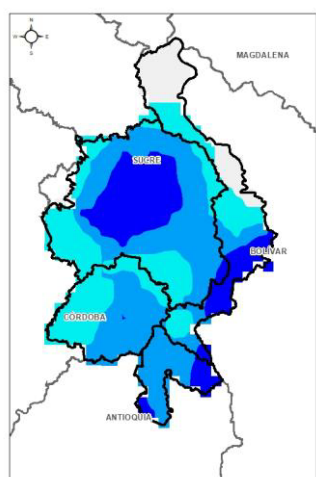 N
W E
S
MAGDALENA
SUCRE
BOLIVAR
CORDOBA
ANTIOQUIA